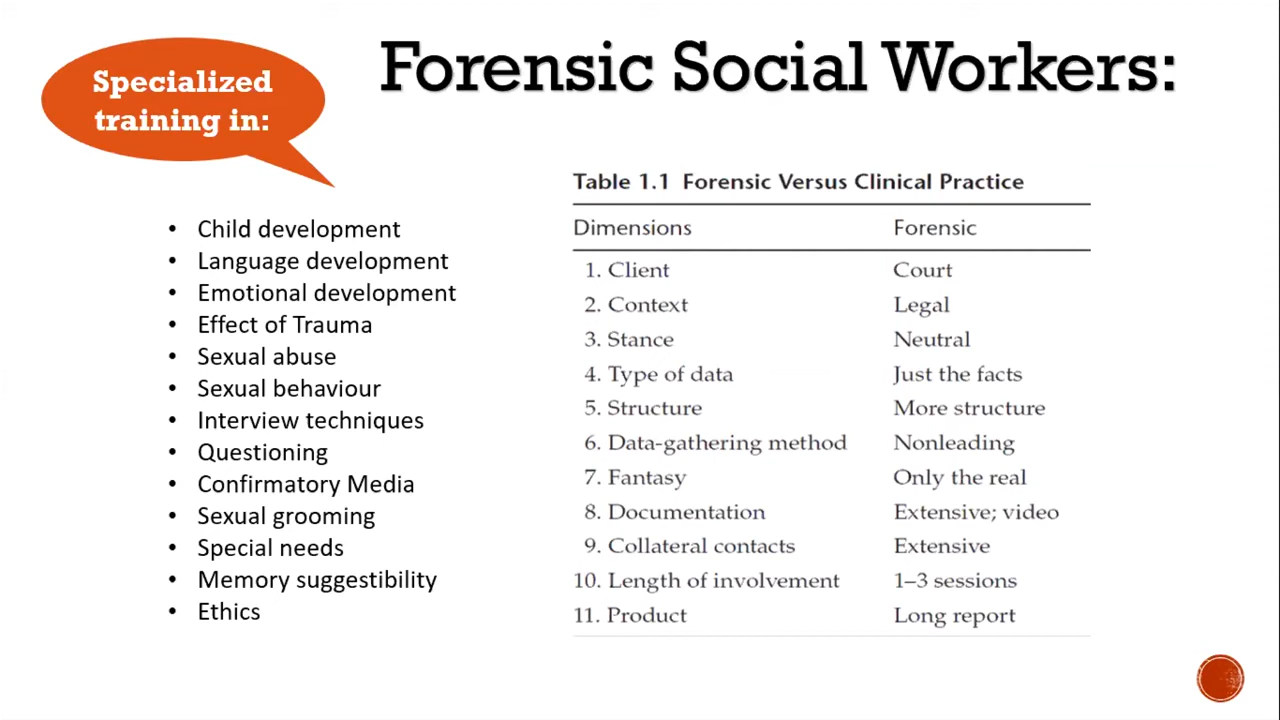 Specialized
training in:
Forensic Social Workers:
• Child development
• Language development
• Emotional development
• Effect of Trauma
• Sexual abuse
• Sexual behaviour
• Interview techniques
• Questioning
• Confirmatory Media
• Sexual grooming
• Special needs
• Memory suggestibility
• Ethics
Table 1.1 Forensic Versus Clinical Practice
Dimensions Forensic
1. Client Court
2. Context Legal
3. Stance Neutral
4. Type of data Just the facts
5. Structure More structure
6. Data-gathering method Nonleading
7. Fantasy Only the real
8. Documentation Extensive; video
9. Collateral contacts Extensive
10. Length of involvement 1–3 sessions
11. Product Long report